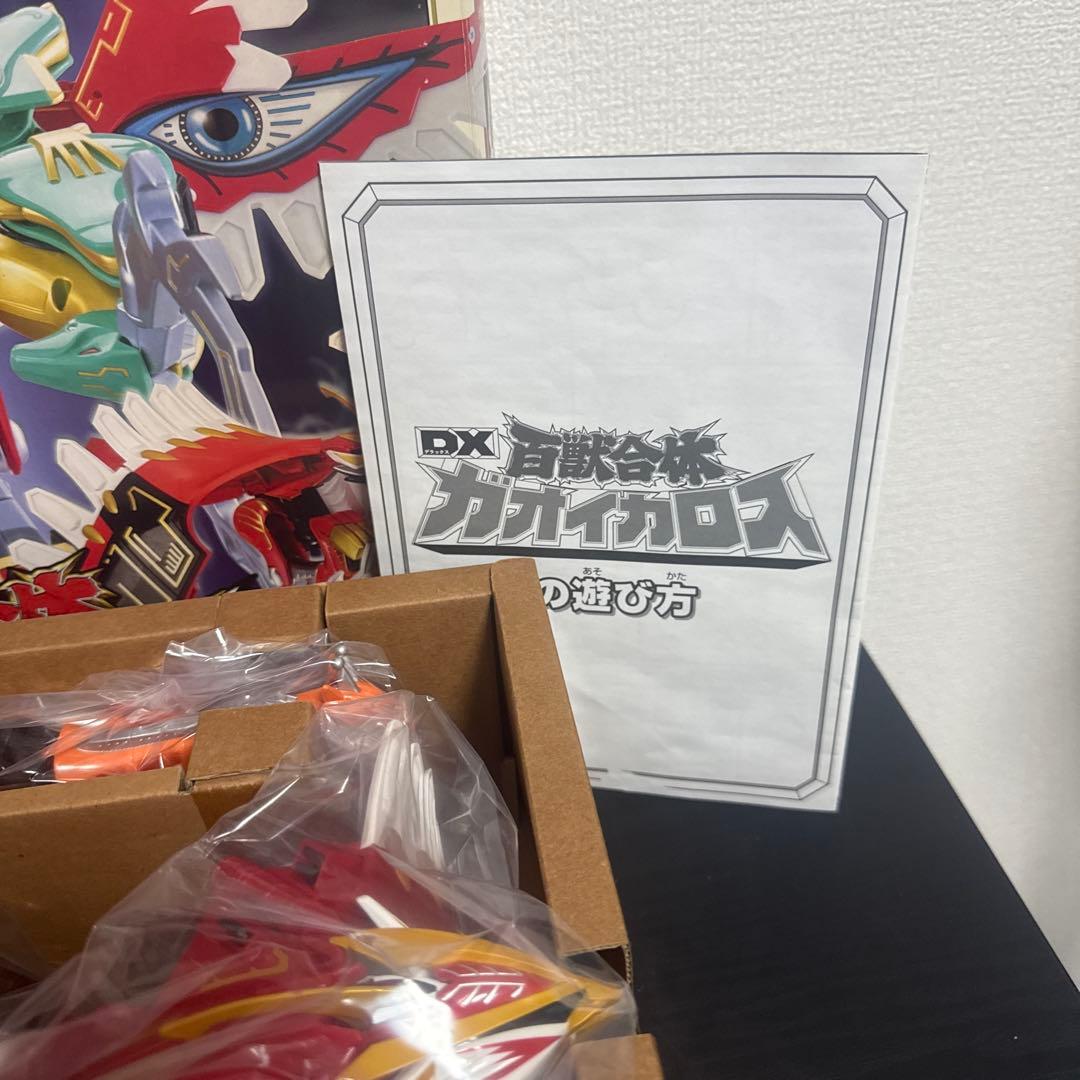 DX
デラックス
百獣合体
ガオイカロス
の遊び方
あそ かた
体